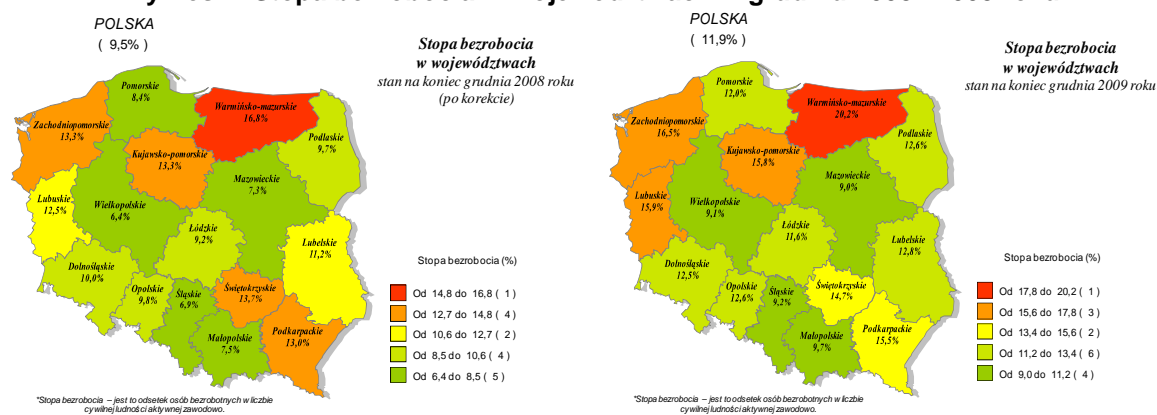 POLSKA
( 9,5%)
Stopa bezrobocia
w województwach
stan na koniec grudnia 2008 roku
(po korekcie)
Pomorskie
8,4%
Warmińsko-mazurskie
16,8%
Zachodniopomorskie
13,3%
Podlaskie
9,7%
Kujawsko-pomorskie
13,3%
Mazowieckie
7,3%
Lubuskie
12,5%
Wielkopolskie
6,4%
Łódzkie
9,2%
Lubelskie
11,2%
Dolnośląskie
10,0%
Opolskie
9,8%
Śląskie
6,9%
Świętokrzyskie
13,7%
Podkarpackie
13,0%
Małopolskie
7,5%
Stopa bezrobocia (%)
Od 14,8 do 16,8 ( 1)
Od 12,7 do 14,8 ( 4)
Od 10,6 do 12,7 ( 2)
Od 8,5 do 10,6 ( 4)
Od 6,4 do 8,5 ( 5)
*Stopa bezrobocia – jest to odsetek osób bezrobotnych w liczbie
cywilnej ludności aktywnej zawodowo.
POLSKA
( 11,9%)
Stopa bezrobocia
w województwach
stan na koniec grudnia 2009 roku
Pomorskie
12,0%
Warmińsko-mazurskie
20,2%
Zachodniopomorskie
16,5%
Podlaskie
12,6%
Kujawsko-pomorskie
15,8%
Mazowieckie
9,0%
Lubuskie
15,9%
Wielkopolskie
9,1%
Łódzkie
11,6%
Lubelskie
12,8%
Dolnośląskie
12,5%
Opolskie
12,6%
Śląskie
9,2%
Świętokrzyskie
14,7%
Podkarpackie
15,5%
Małopolskie
9,7%
Stopa bezrobocia (%)
Od 17,8 do 20,2 ( 1)
Od 15,6 do 17,8 ( 3)
Od 13,4 do 15,6 ( 2)
Od 11,2 do 13,4 ( 6)
Od 9,0 do 11,2 ( 4)
*Stopa bezrobocia – jest to odsetek osób bezrobotnych w liczbie
cywilnej ludności aktywnej zawodowo.